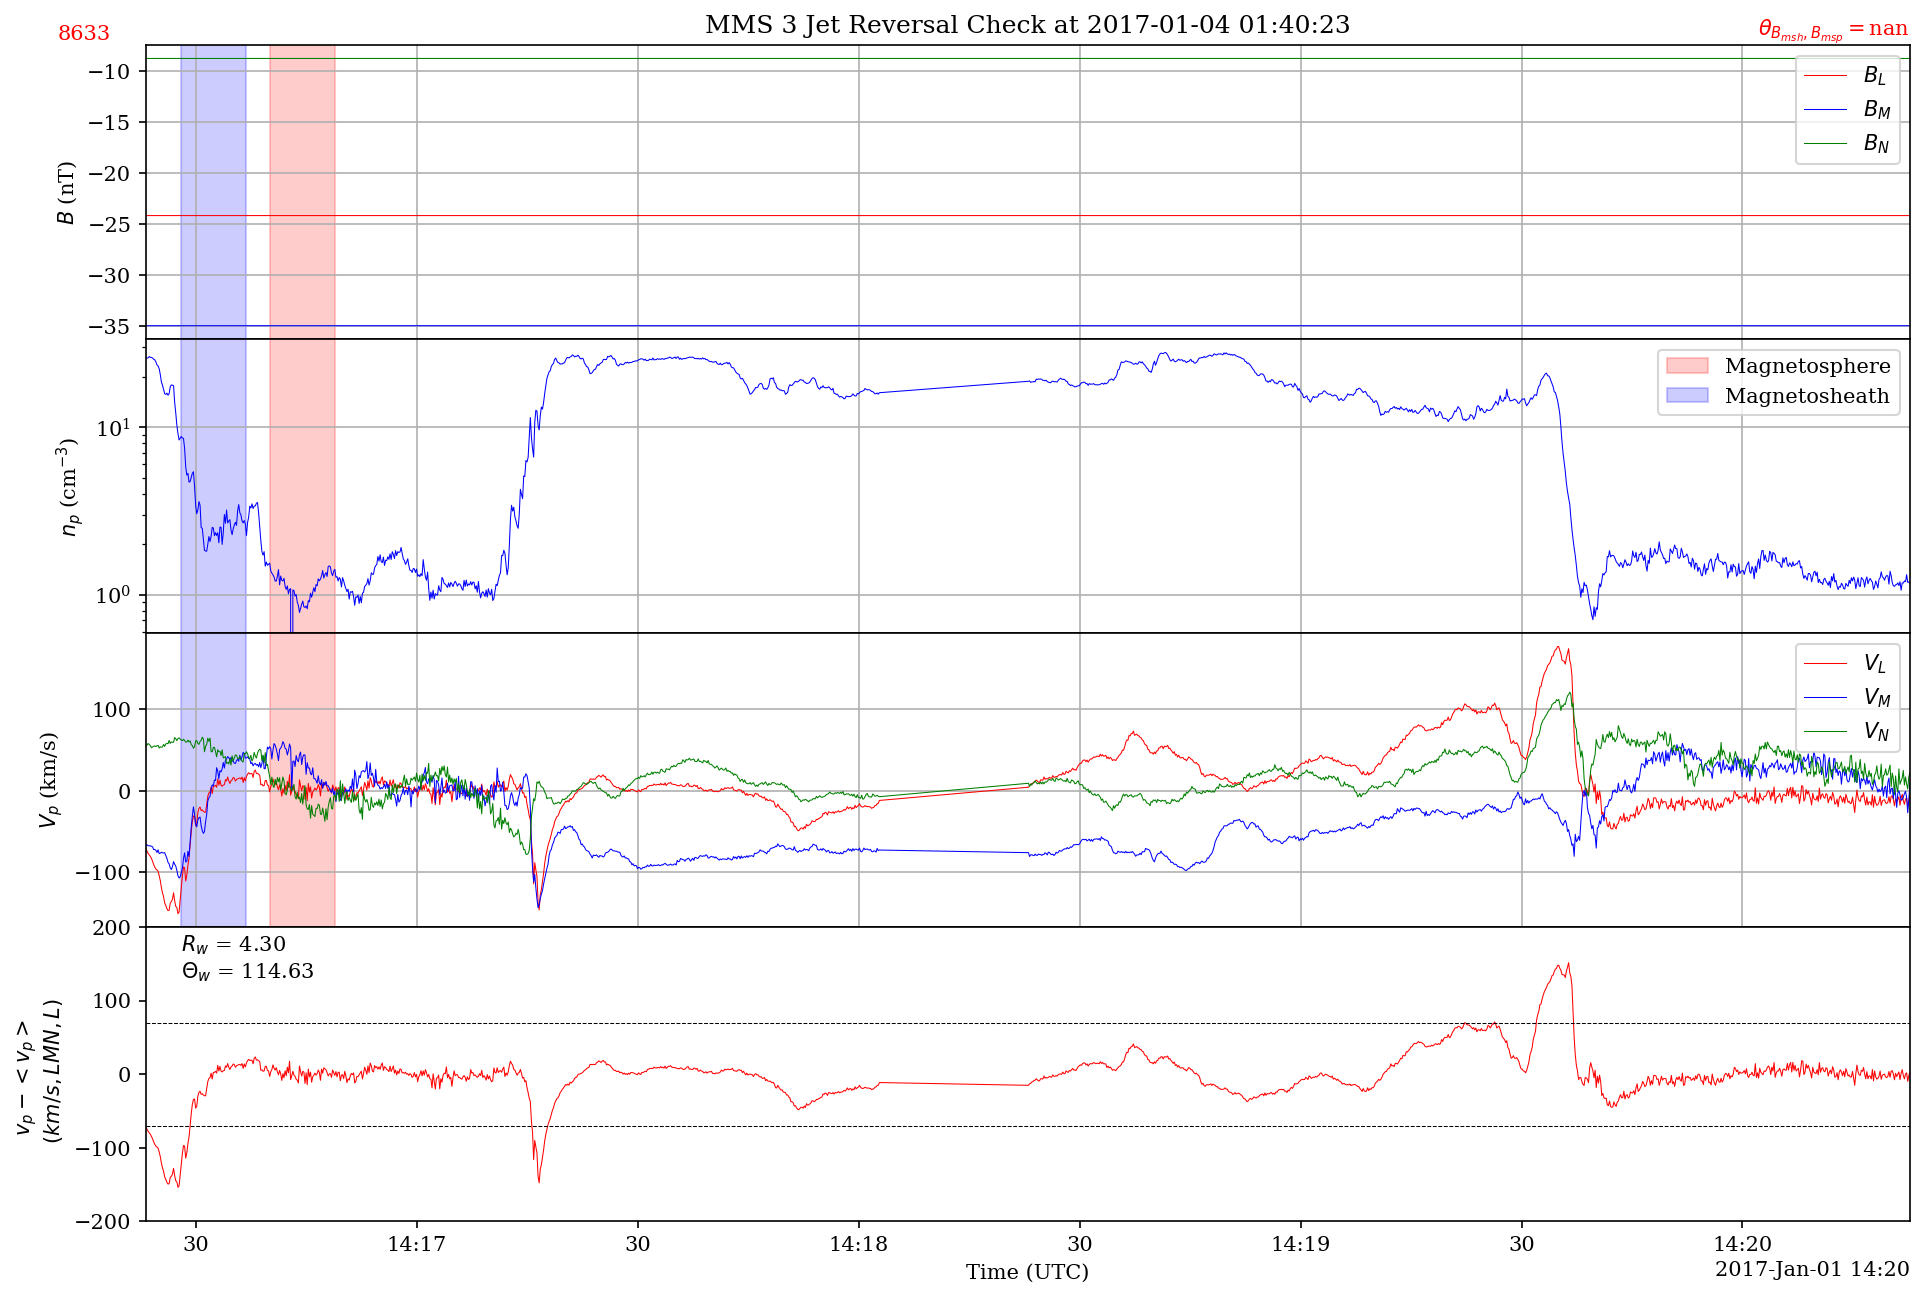 MMS 3 Jet Reversal Check at 2017-01-04 01:40:23
8633
θ_{B_{msh}, B_{msp}} = nan
−10
−15
−20
−25
−30
−35
B (nT)
B_L
B_M
B_N
10^1
10^0
n_p (cm^{−3})
Magnetosphere
Magnetosheath
100
0
−100
V_p (km/s)
V_L
V_M
V_N
200
100
0
−100
−200
v_p − < v_p >
(km/s, LMN, L)
R_w = 4.30
Θ_w = 114.63
30
14:17
30
14:18
30
14:19
30
14:20
Time (UTC)
2017-Jan-01 14:20